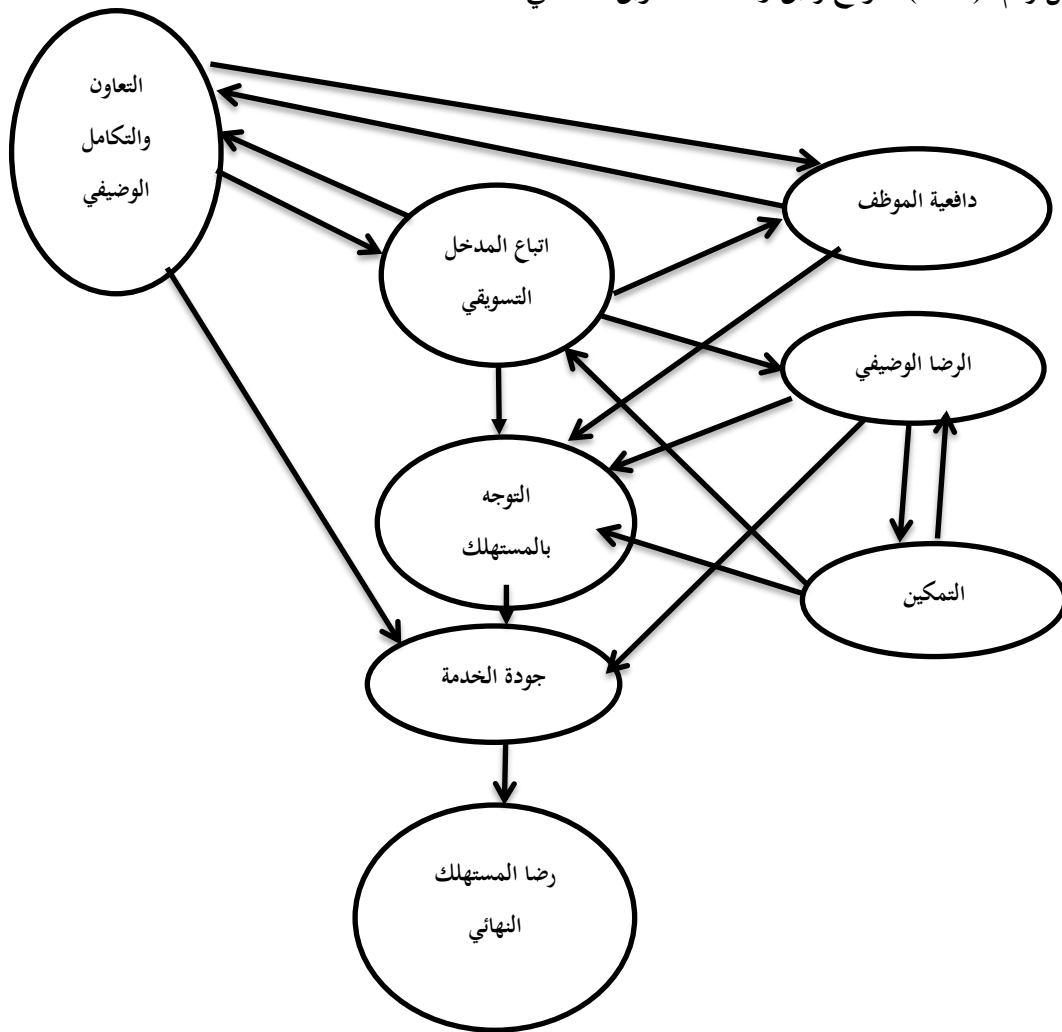 التعاون
والتكامل
الوضيفي
دافعية الموظف
اتباع المدخل
التسويقي
الرضا الوضيفي
التوجه
بالمستهلك
التمكين
جودة الخدمة
رضا المستهلك
النهائي